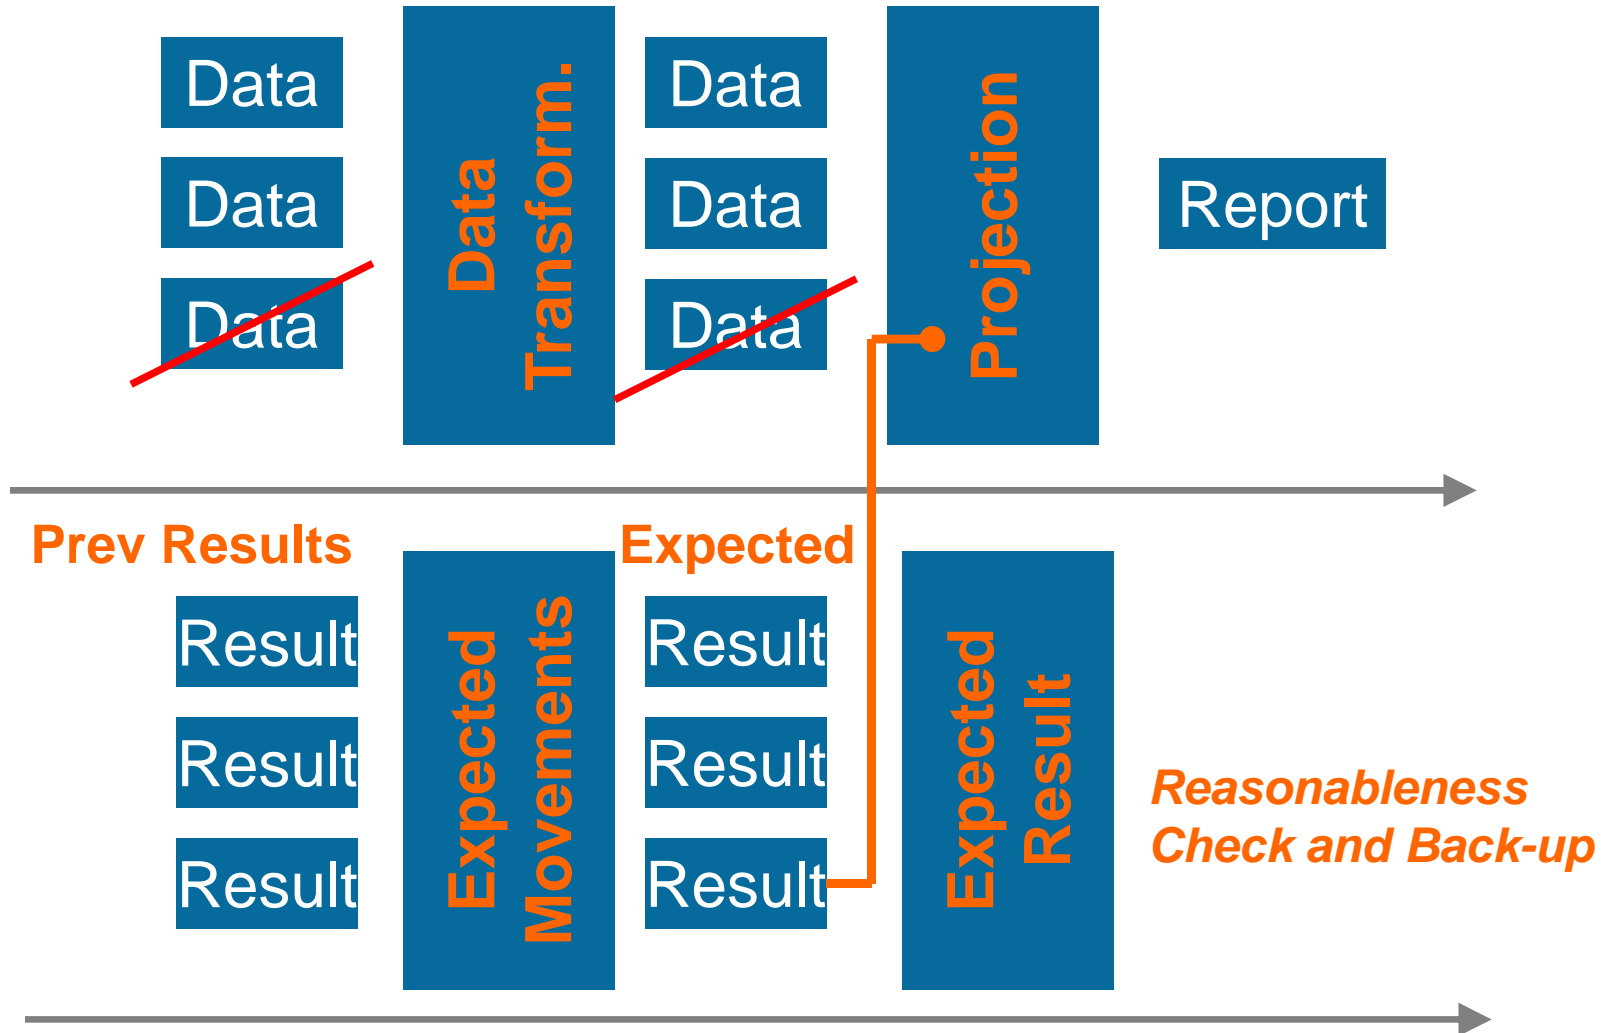 Data
Data
Data
Data
Transform.
Data
Data
Data
Projection
Report
Prev Results
Expected
Result
Result
Result
Expected
Movements
Result
Result
Result
Expected
Result
Reasonableness
Check and Back-up